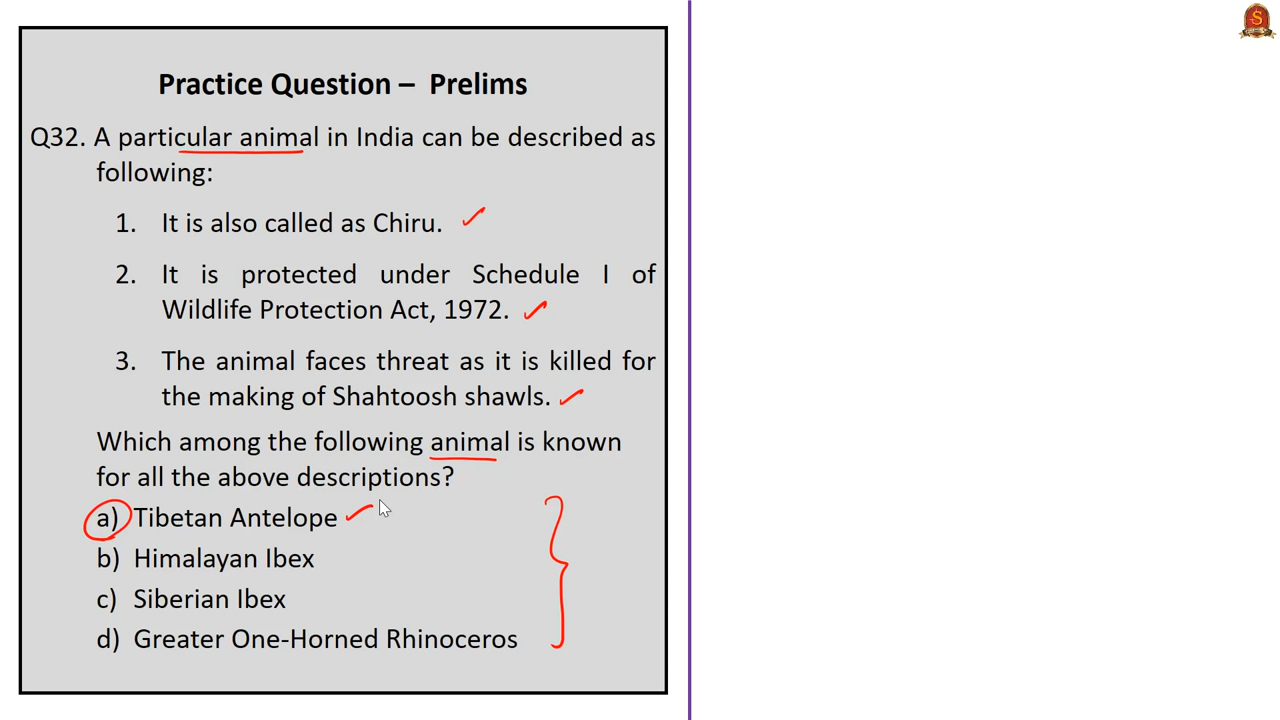 Practice Question – Prelims
Q32. A particular animal in India can be described as
following:
1. It is also called as Chiru.
2. It is protected under Schedule I of
Wildlife Protection Act, 1972.
3. The animal faces threat as it is killed for
the making of Shahtoosh shawls.
Which among the following animal is known
for all the above descriptions?
a) Tibetan Antelope
b) Himalayan Ibex
c) Siberian Ibex
d) Greater One-Horned Rhinoceros